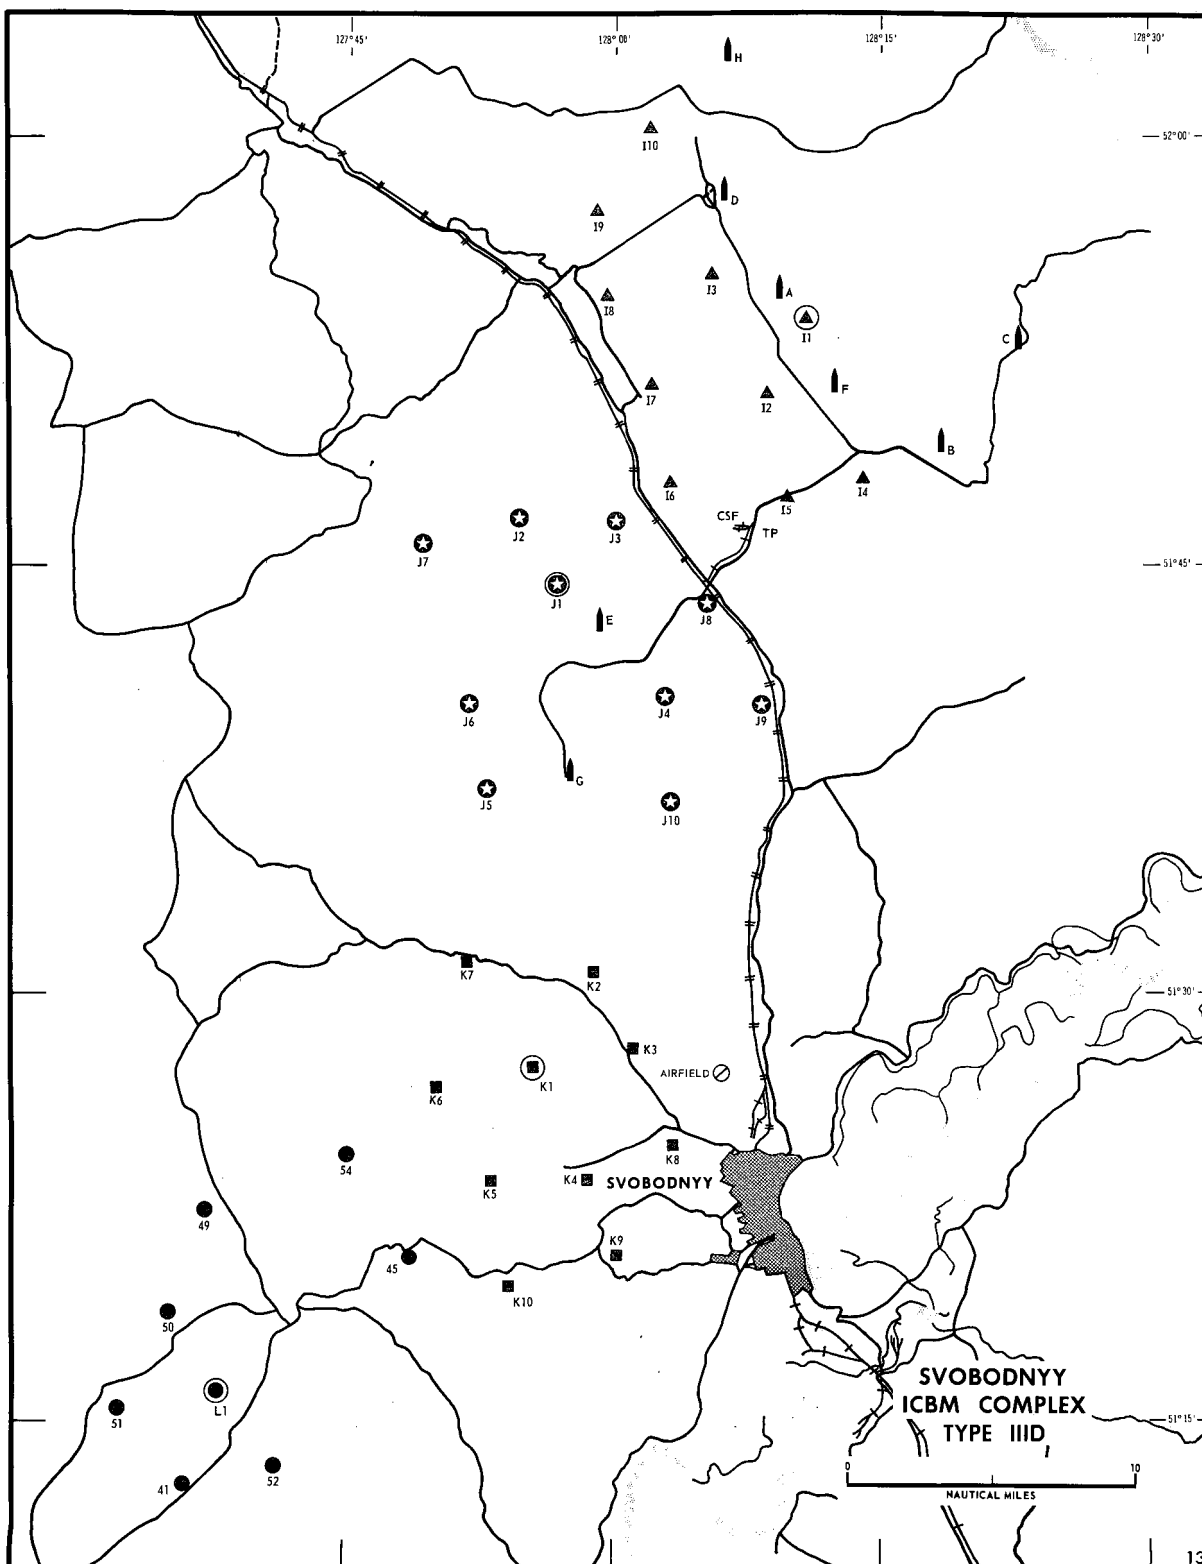 127°45'
128°00'
128°15'
128°30'
H
52°00'
I10
D
I9
I3
A
I8
I1
C
I7
I2
F
B
I6
I5
I4
CSF
TP
J2
J3
J7
51°45'
J1
E
J8
J6
J4
J9
G
J5
J10
K7
K2
51°30'
K3
AIRFIELD
K1
K6
K8
54
K5
K4
SVOBODNYY
49
K9
45
K10
50
SVOBODNYY
ICBM COMPLEX
TYPE IIID
51
L1
51°15'
41
52
0
10
NAUTICAL MILES
13